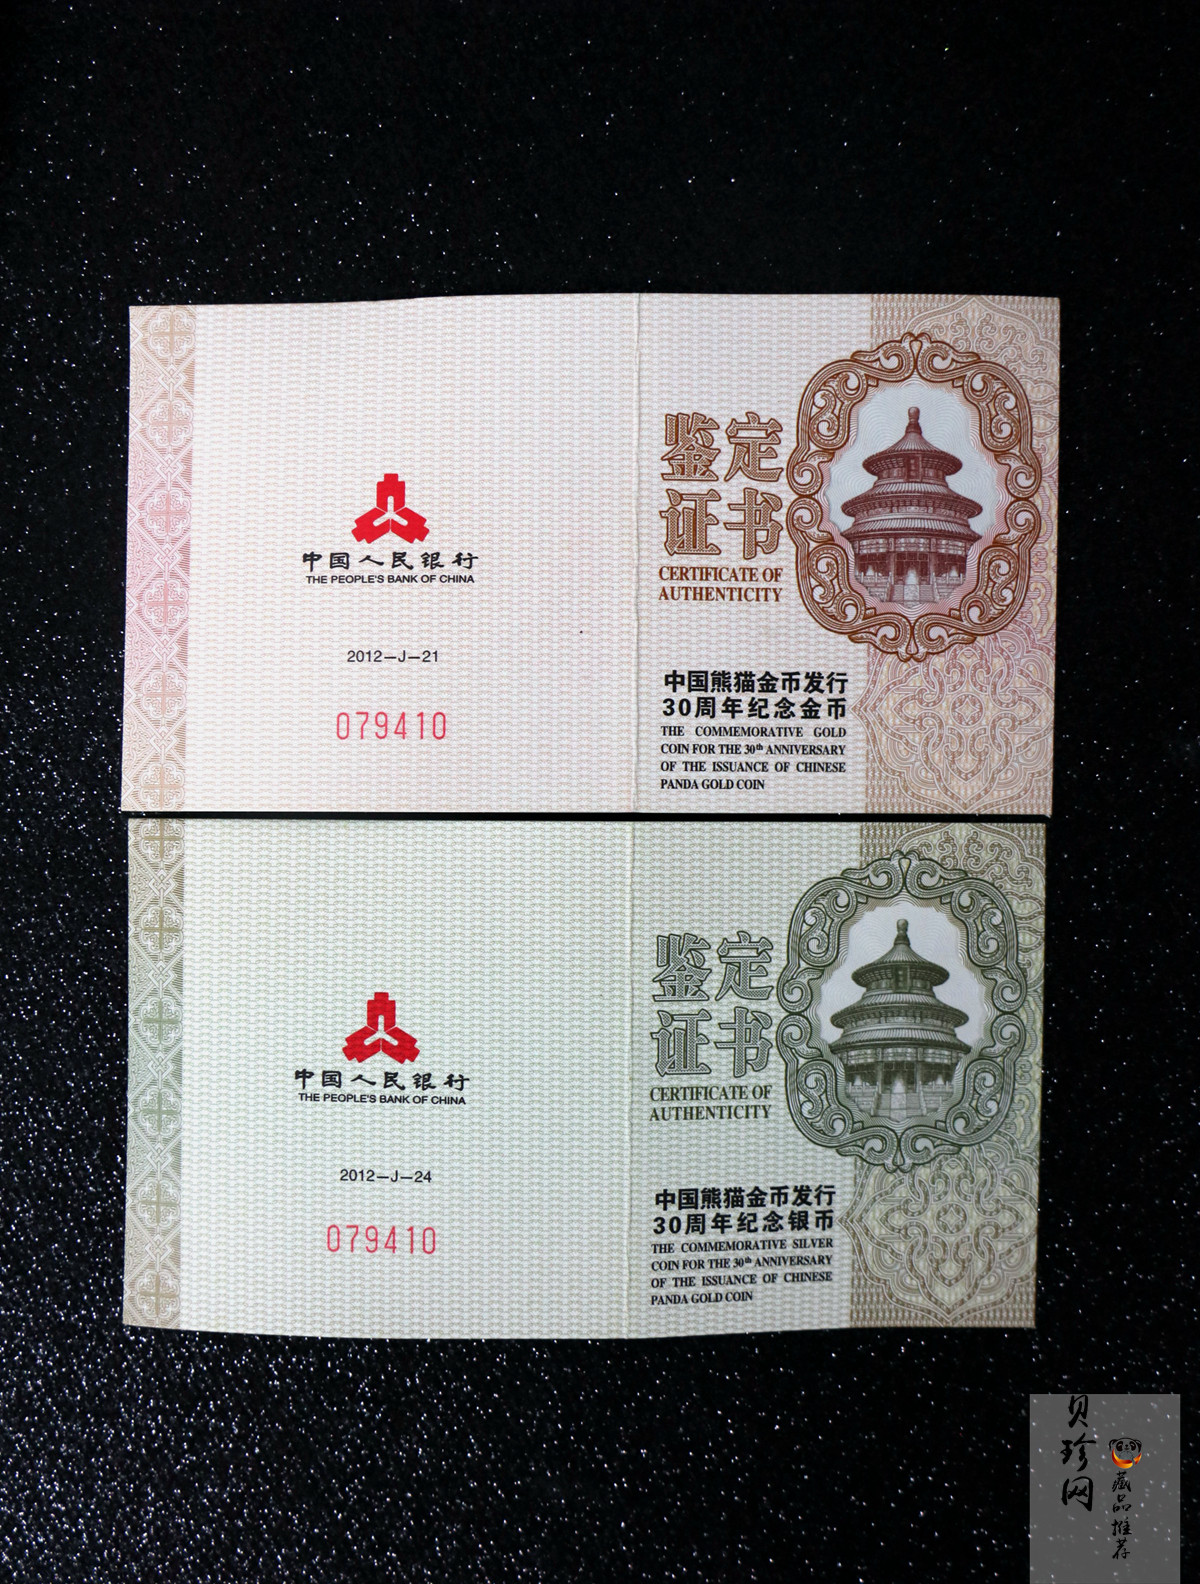 中国人民银行
THE PEOPLE'S BANK OF CHINA
2012—J—21
079410
鉴定
证书
CERTIFICATE OF
AUTHENTICITY
中国熊猫金币发行
30周年纪念金币
THE COMMEMORATIVE GOLD
COIN FOR THE 30th ANNIVERSARY
OF THE ISSUANCE OF CHINESE
PANDA GOLD COIN
中国人民银行
THE PEOPLE'S BANK OF CHINA
2012—J—24
079410
鉴定
证书
CERTIFICATE OF
AUTHENTICITY
中国熊猫金币发行
30周年纪念银币
THE COMMEMORATIVE SILVER
COIN FOR THE 30th ANNIVERSARY
OF THE ISSUANCE OF CHINESE
PANDA GOLD COIN
贝珍网
藏品推荐